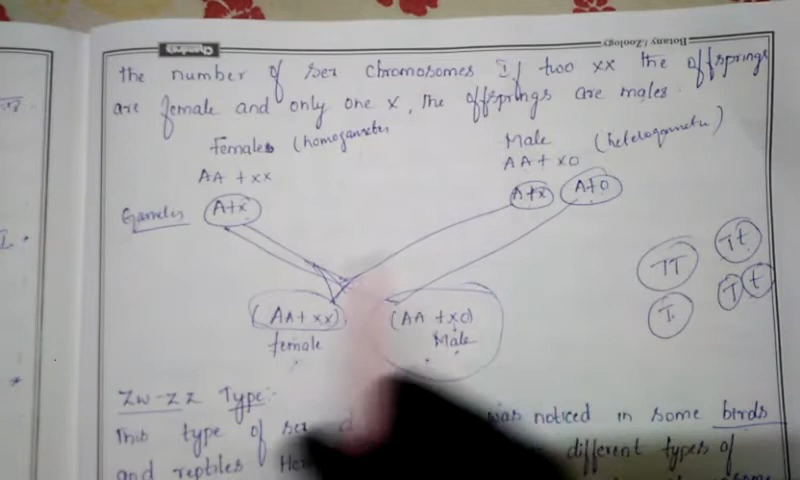 Botany / Zoology
the number of sex chromosomes If two xx the offsprings
are female and only one x, the offsprings are males.
Females (homogametes
Male (heterogametes)
AA + xx
AA + xo
Gametes
A+x
A+x
A+o
TT
Tt
T
T
t
(AA + xx)
female
(AA + xo)
Male
ZW-ZZ Type:-
This type of sex
was noticed in some birds
and reptiles
different types of